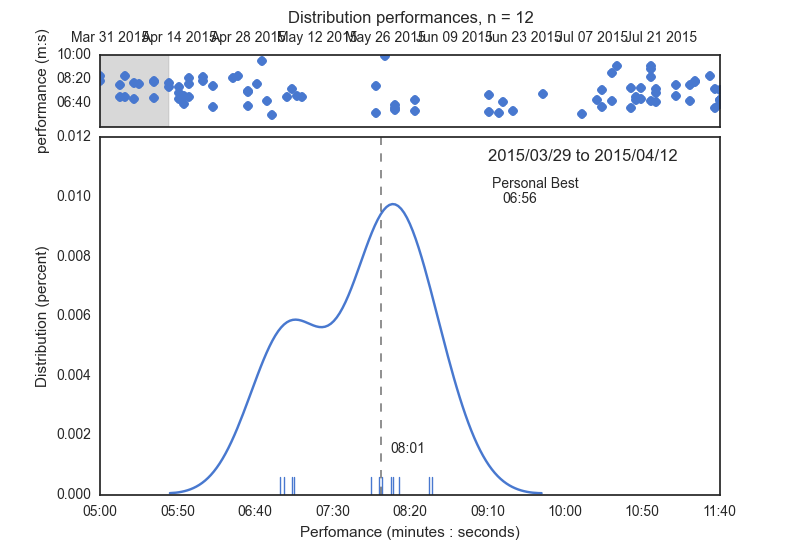 Distribution performances, n = 12
Mar 31 2015 Apr 14 2015 Apr 28 2015 May 12 2015 May 26 2015 Jun 09 2015 Jun 23 2015 Jul 07 2015 Jul 21 2015
performance (m:s)
10:00
08:20
06:40
0.012
0.010
0.008
0.006
0.004
0.002
0.000
Distribution (percent)
2015/03/29 to 2015/04/12
Personal Best
06:56
08:01
05:00 05:50 06:40 07:30 08:20 09:10 10:00 10:50 11:40
Perfomance (minutes : seconds)